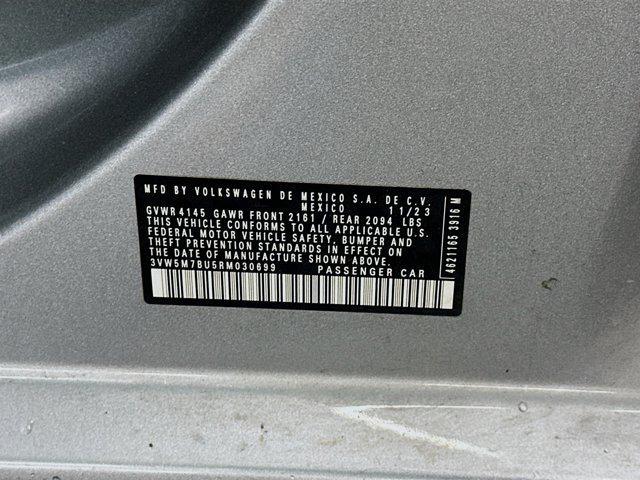 MFD BY VOLKSWAGEN DE MEXICO S.A. DE C.V.
MEXICO 11/23
GVWR 4145 GAWR FRONT 2161 / REAR 2094 LBS
THIS VEHICLE CONFORMS TO ALL APPLICABLE U.S.
FEDERAL MOTOR VEHICLE SAFETY, BUMPER, AND
THEFT PREVENTION STANDARDS IN EFFECT ON
THE DATE OF MANUFACTURE SHOWN ABOVE.
3VW5M7BU5RM030699 PASSENGER CAR
4621165 3916 M